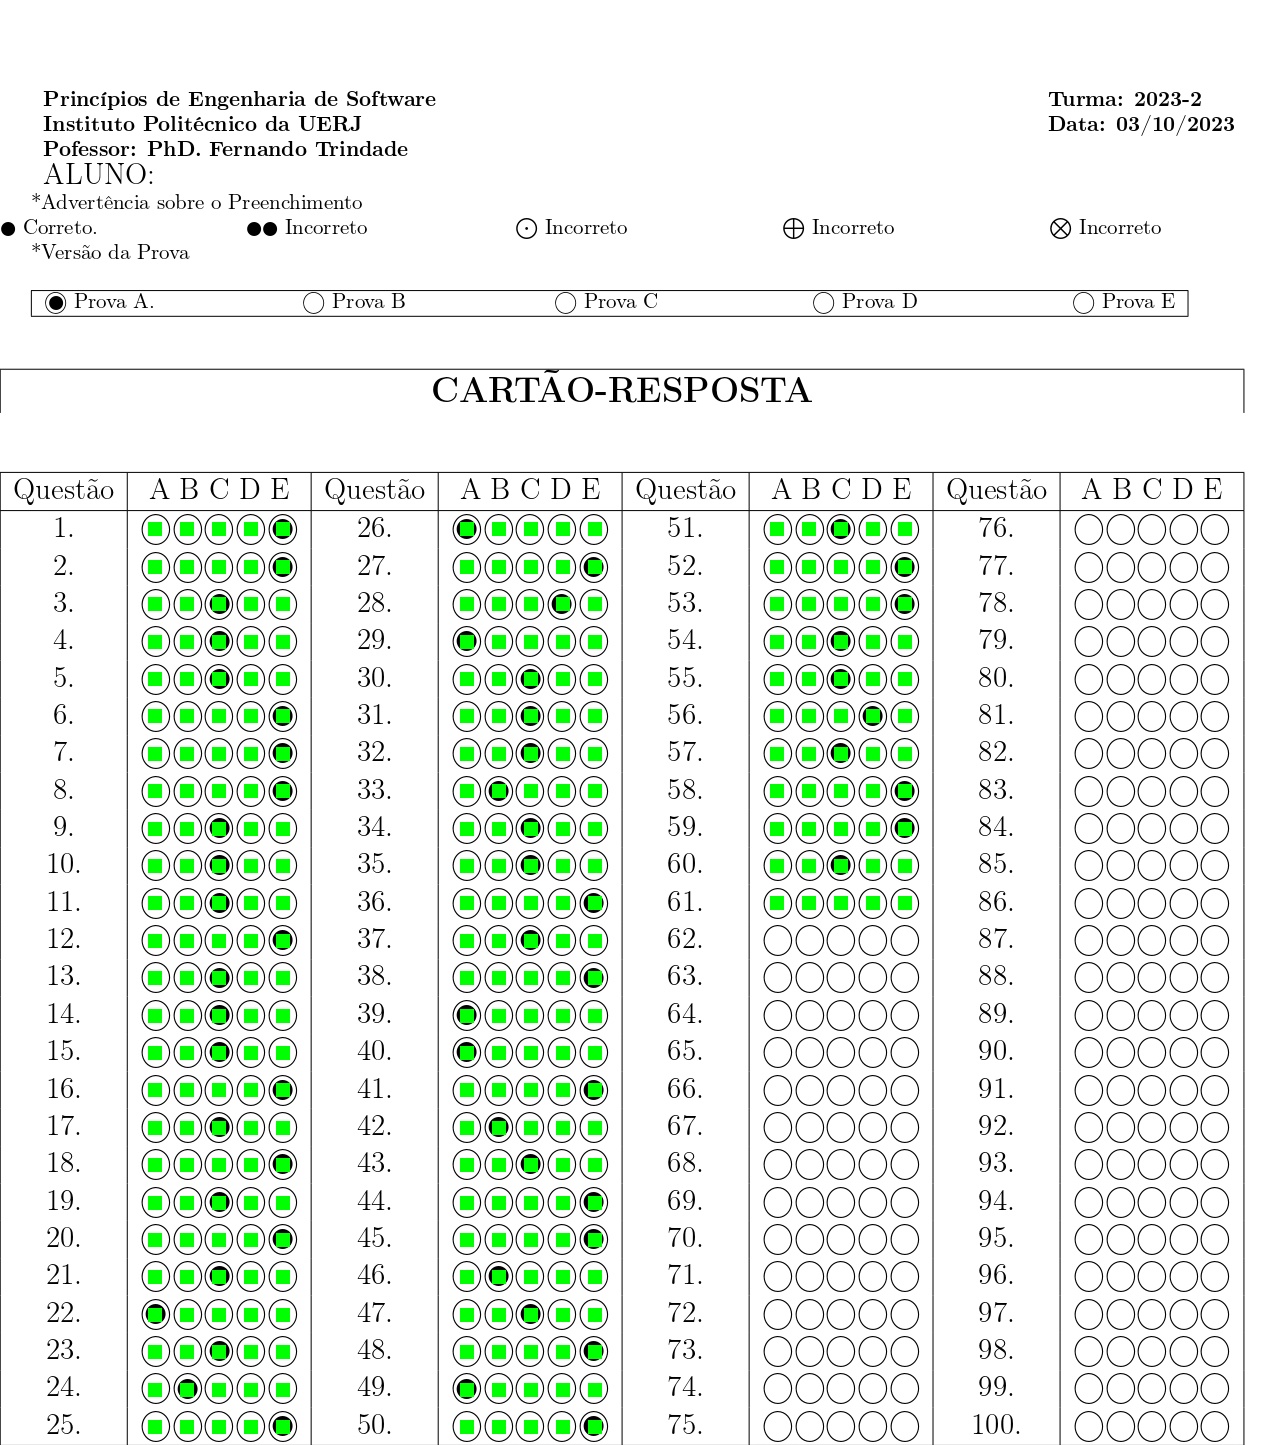 Princípios de Engenharia de Software
Turma: 2023-2
Instituto Politécnico da UERJ
Data: 03/10/2023
Pofessor: PhD. Fernando Trindade
ALUNO:
*Advertência sobre o Preenchimento
Correto. Incorreto Incorreto Incorreto Incorreto
*Versão da Prova
Prova A. Prova B Prova C Prova D Prova E
CARTÃO-RESPOSTA
Questão A B C D E Questão A B C D E Questão A B C D E Questão A B C D E
1. 26. 51. 76.
2. 27. 52. 77.
3. 28. 53. 78.
4. 29. 54. 79.
5. 30. 55. 80.
6. 31. 56. 81.
7. 32. 57. 82.
8. 33. 58. 83.
9. 34. 59. 84.
10. 35. 60. 85.
11. 36. 61. 86.
12. 37. 62. 87.
13. 38. 63. 88.
14. 39. 64. 89.
15. 40. 65. 90.
16. 41. 66. 91.
17. 42. 67. 92.
18. 43. 68. 93.
19. 44. 69. 94.
20. 45. 70. 95.
21. 46. 71. 96.
22. 47. 72. 97.
23. 48. 73. 98.
24. 49. 74. 99.
25. 50. 75. 100.